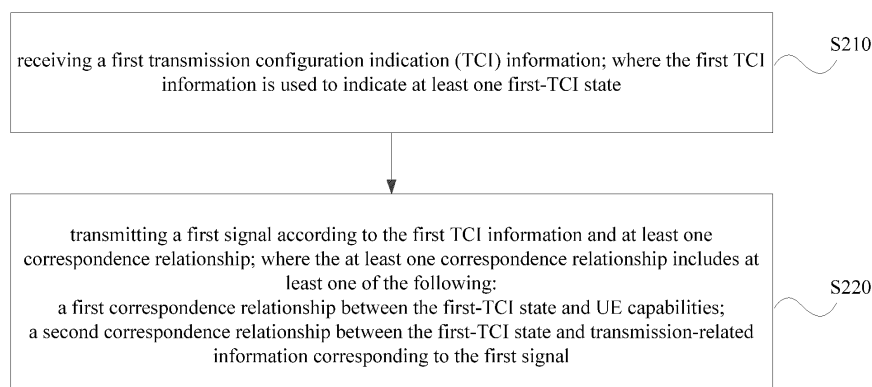 receiving a first transmission configuration indication (TCI) information; where the first TCI
information is used to indicate at least one first-TCI state
S210
transmitting a first signal according to the first TCI information and at least one
correspondence relationship; where the at least one correspondence relationship includes at
least one of the following:
a first correspondence relationship between the first-TCI state and UE capabilities;
a second correspondence relationship between the first-TCI state and transmission-related
information corresponding to the first signal
S220